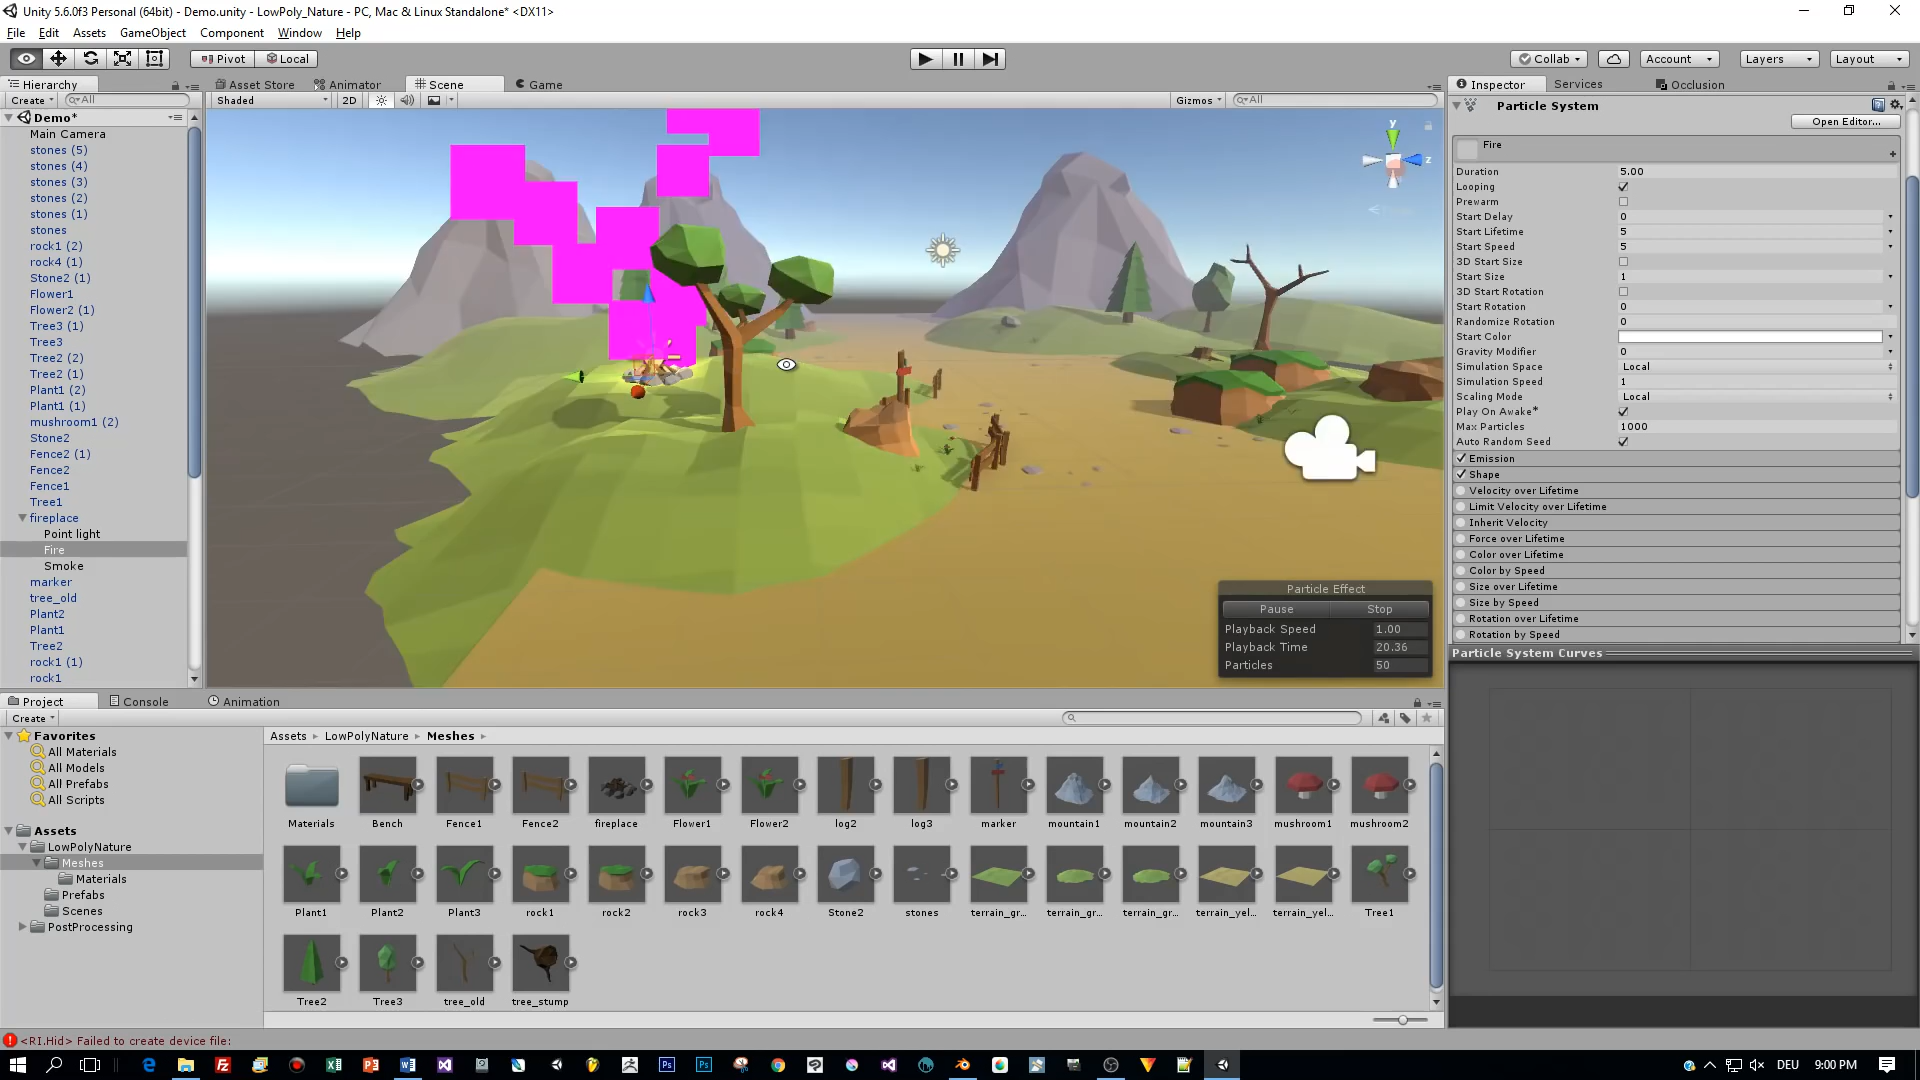 Unity 5.6.0f3 Personal (64bit) - Demo.unity - LowPoly_Nature - PC, Mac & Linux Standalone* <DX11>
File Edit Assets GameObject Component Window Help
Pivot Local Collab Account Layers Layout
Hierarchy Asset Store Animator Scene Game Inspector Services Occlusion
Create All Shaded 2D Gizmos All
Demo*
Main Camera
stones (5)
stones (4)
stones (3)
stones (2)
stones (1)
stones
rock1 (2)
rock4 (1)
Stone2 (1)
Flower1
Flower2 (1)
Tree3 (1)
Tree3
Tree2 (2)
Tree2 (1)
Plant1 (2)
Plant1 (1)
mushroom1 (2)
Stone2
Fence2 (1)
Fence2
Fence1
Tree1
fireplace
Point light
Fire
Smoke
marker
tree_old
Plant2
Plant1
Tree2
rock1 (1)
rock1
y
z
Particle Effect
Pause Stop
Playback Speed 1.00
Playback Time 20.36
Particles 50
Particle System
Open Editor...
Fire
Duration 5.00
Looping
Prewarm
Start Delay 0
Start Lifetime 5
Start Speed 5
3D Start Size
Start Size 1
3D Start Rotation
Start Rotation 0
Randomize Rotation 0
Start Color
Gravity Modifier 0
Simulation Space Local
Simulation Speed 1
Scaling Mode Local
Play On Awake*
Max Particles 1000
Auto Random Seed
Emission
Shape
Velocity over Lifetime
Limit Velocity over Lifetime
Inherit Velocity
Force over Lifetime
Color over Lifetime
Color by Speed
Size over Lifetime
Size by Speed
Rotation over Lifetime
Rotation by Speed
Particle System Curves
Project Console Animation
Create
Favorites
All Materials
All Models
All Prefabs
All Scripts
Assets
LowPolyNature
Meshes
Materials
Prefabs
Scenes
PostProcessing
Assets LowPolyNature Meshes
Materials Bench Fence1 Fence2 fireplace Flower1 Flower2 log2 log3 marker mountain1 mountain2 mountain3 mushroom1 mushroom2
Plant1 Plant2 Plant3 rock1 rock2 rock3 rock4 Stone2 stones terrain_gr... terrain_gr... terrain_gr... terrain_yel... terrain_yel... Tree1
Tree2 Tree3 tree_old tree_stump
<RI.Hid> Failed to create device file:
DEU 9:00 PM